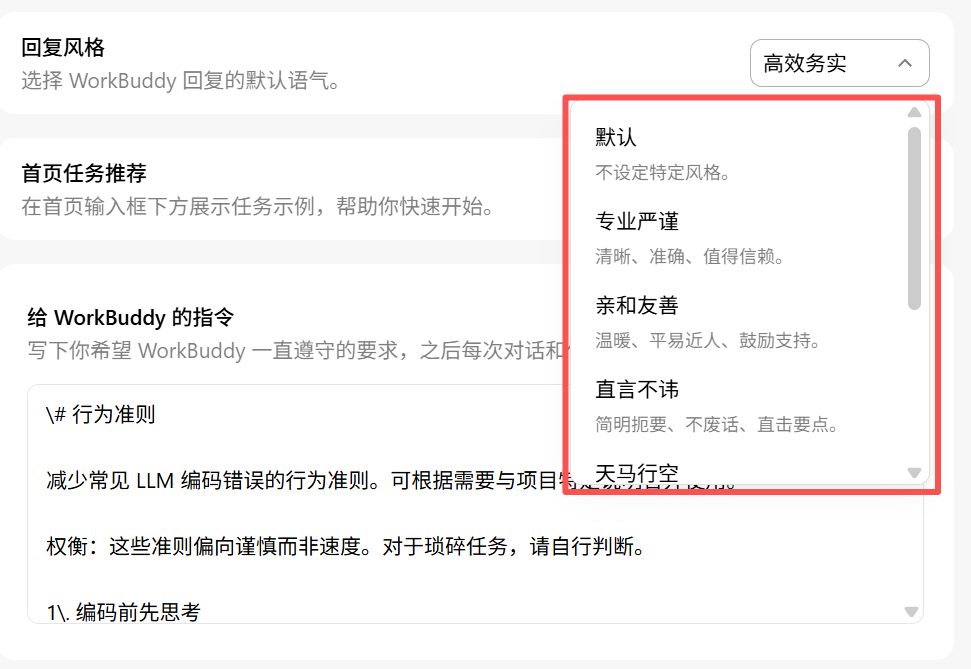 回复风格
选择 WorkBuddy 回复的默认语气。
高效务实
默认
不设定特定风格。
专业严谨
清晰、准确、值得信赖。
亲和友善
温暖、平易近人、鼓励支持。
直言不讳
简明扼要、不废话、直击要点。
天马行空
首页任务推荐
在首页输入框下方展示任务示例，帮助你快速开始。
给 WorkBuddy 的指令
写下你希望 WorkBuddy 一直遵守的要求，之后每次对话和
\# 行为准则
减少常见 LLM 编码错误的行为准则。可根据需要与项目
权衡：这些准则偏向谨慎而非速度。对于琐碎任务，请自行判断。
1\. 编码前先思考